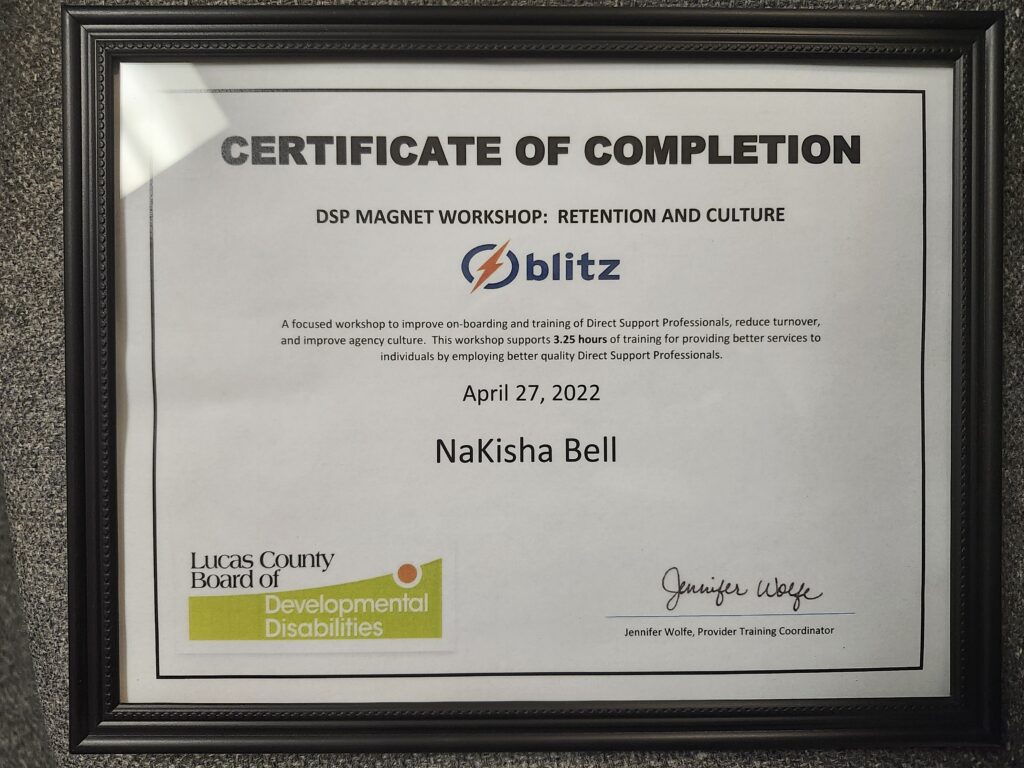 CERTIFICATE OF COMPLETION
DSP MAGNET WORKSHOP: RETENTION AND CULTURE
blitz
A focused workshop to improve on-boarding and training of Direct Support Professionals, reduce turnover,
and improve agency culture. This workshop supports 3.25 hours of training for providing better services to
individuals by employing better quality Direct Support Professionals.
April 27, 2022
NaKisha Bell
Lucas County
Board of
Developmental
Disabilities
Jennifer Wolfe
Jennifer Wolfe, Provider Training Coordinator